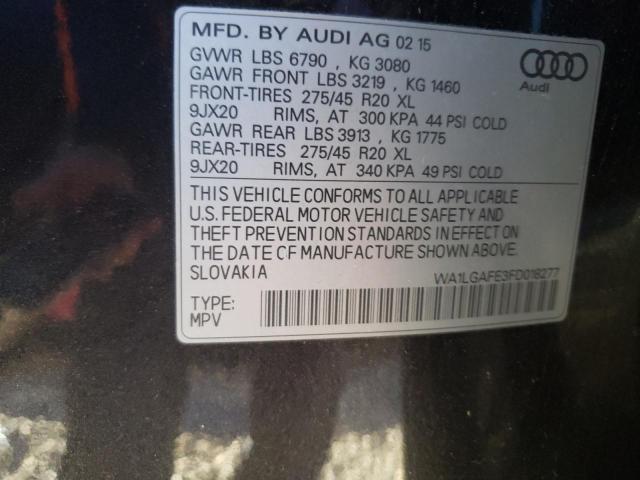 MFD. BY AUDI AG 02 15
GVWR LBS 6790 , KG 3080
GAWR FRONT LBS 3219 , KG 1460
FRONT-TIRES 275/45 R20 XL
9JX20 RIMS, AT 300 KPA 44 PSI COLD
GAWR REAR LBS 3913 , KG 1775
REAR-TIRES 275/45 R20 XL
9JX20 RIMS, AT 340 KPA 49 PSI COLD
Audi
THIS VEHICLE CONFORMS TO ALL APPLICABLE
U.S. FEDERAL MOTOR VEHICLE SAFETY AND
THEFT PREVENTION STANDARDS IN EFFECT ON
THE DATE OF MANUFACTURE SHOWN ABOVE.
SLOVAKIA
WA1LGAFE3FD018277
TYPE:
MPV